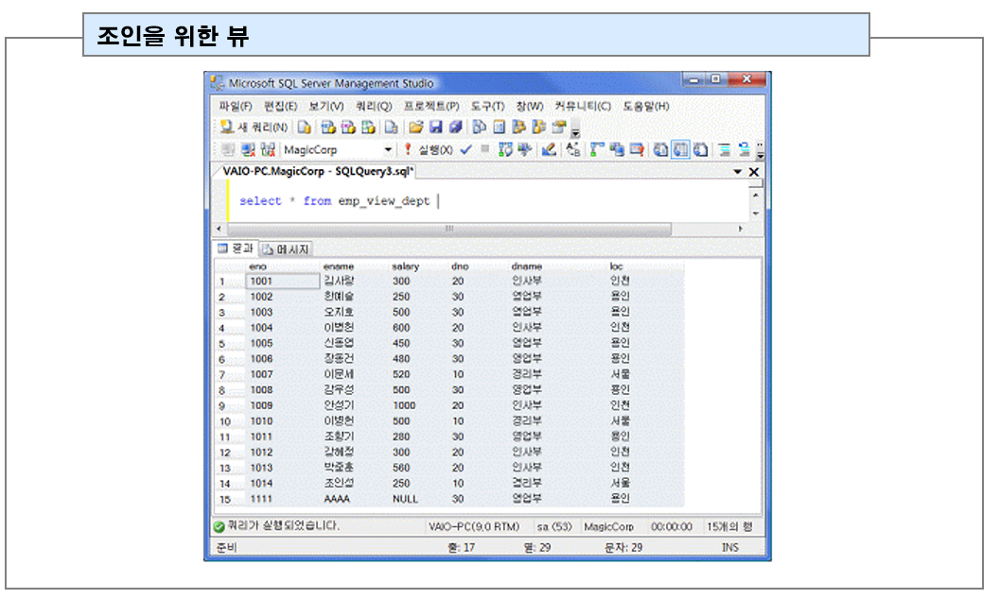 조인을 위한 뷰
Microsoft SQL Server Management Studio
파일(F) 편집(E) 보기(V) 쿼리(Q) 프로젝트(P) 도구(T) 창(W) 커뮤니티(C) 도움말(H)
새 쿼리(N)
MagicCorp 실행(X)
VAIO-PC.MagicCorp - SQLQuery3.sql*
select * from emp_view_dept
결과 메시지
eno ename salary dno dname loc
1 1001 김사랑 300 20 인사부 인천
2 1002 한예슬 250 30 영업부 용인
3 1003 오지호 500 30 영업부 용인
4 1004 이병헌 600 20 인사부 인천
5 1005 신동엽 450 30 영업부 용인
6 1006 장동건 480 30 영업부 용인
7 1007 이문세 520 10 경리부 서울
8 1008 감우성 500 30 영업부 용인
9 1009 안성기 1000 20 인사부 인천
10 1010 이병헌 500 10 경리부 서울
11 1011 조향기 280 30 영업부 용인
12 1012 강혜정 300 20 인사부 인천
13 1013 박중훈 560 20 인사부 인천
14 1014 조인성 250 10 경리부 서울
15 1111 AAAA NULL 30 영업부 용인
쿼리가 실행되었습니다. VAIO-PC(9.0 RTM) sa (53) MagicCorp 00:00:00 15개의 행
준비 줄: 17 열: 29 문자: 29 INS